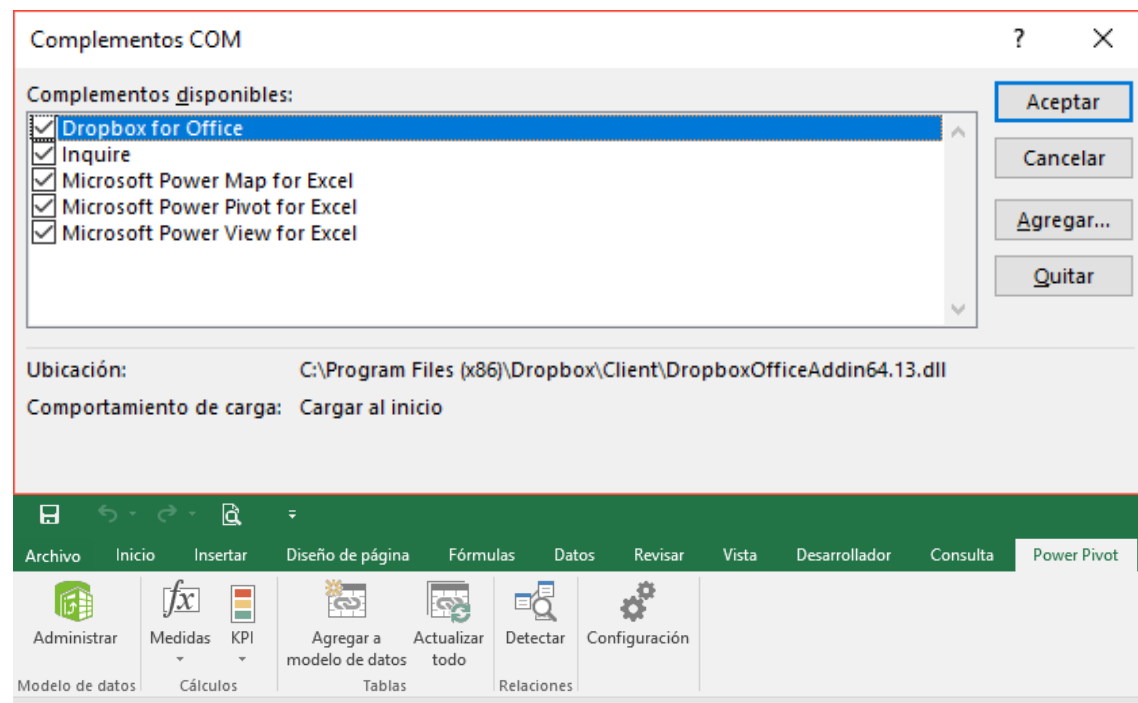 Complementos COM
?
Complementos disponibles:
Aceptar
Dropbox for Office
Inquire
Cancelar
Microsoft Power Map for Excel
Microsoft Power Pivot for Excel
Agregar...
Microsoft Power View for Excel
Quitar
Ubicación: C:\Program Files (x86)\Dropbox\Client\DropboxOfficeAddin64.13.dll
Comportamiento de carga: Cargar al inicio
Archivo Inicio Insertar Diseño de página Fórmulas Datos Revisar Vista Desarrollador Consulta Power Pivot
fx
Administrar Medidas KPI Agregar a modelo de datos Actualizar todo Detectar Configuración
Modelo de datos Cálculos Tablas Relaciones